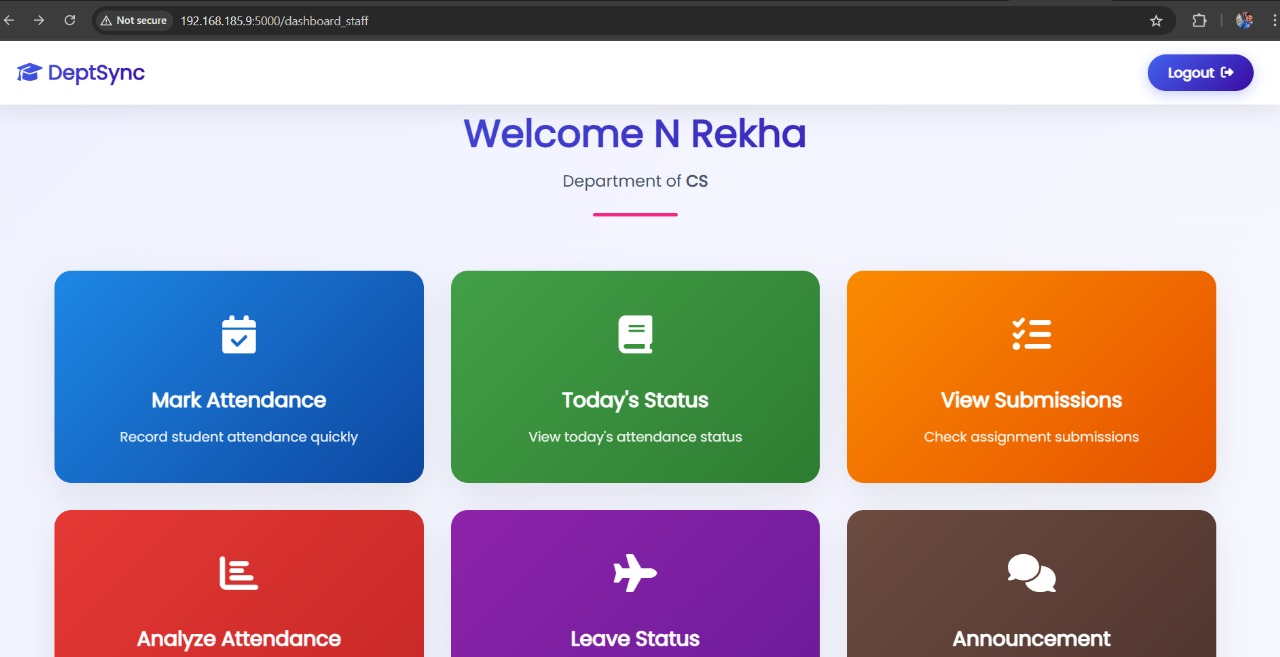 Not secure 192.168.185.9:5000/dashboard_staff
DeptSync
Logout
Welcome N Rekha
Department of CS
Mark Attendance
Record student attendance quickly
Today's Status
View today's attendance status
View Submissions
Check assignment submissions
Analyze Attendance
Leave Status
Announcement